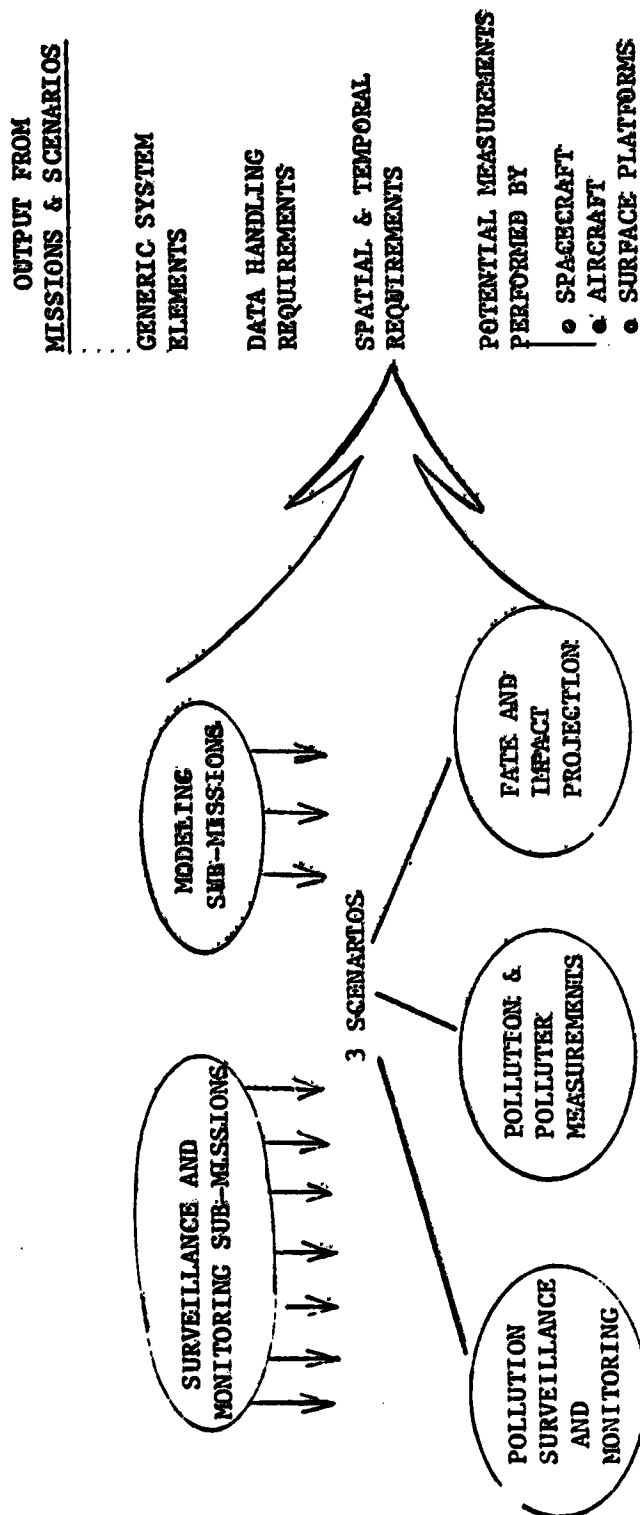 SURVEILLANCE AND
MONITORING SUB-MISSIONS
MODELING
SUB-MISSIONS
3 SCENARIOS
POLLUTION
SURVEILLANCE
AND
MONITORING
POLLUTION &
POLLUTER
MEASUREMENTS
FATE AND
IMPACT
PROJECTION
OUTPUT FROM
MISSIONS & SCENARIOS
GENERIC SYSTEM
ELEMENTS
DATA HANDLING
REQUIREMENTS
SPATIAL & TEMPORAL
REQUIREMENTS
POTENTIAL MEASUREMENTS
PERFORMED BY
• SPACECRAFT
• AIRCRAFT
• SURFACE PLATFORMS